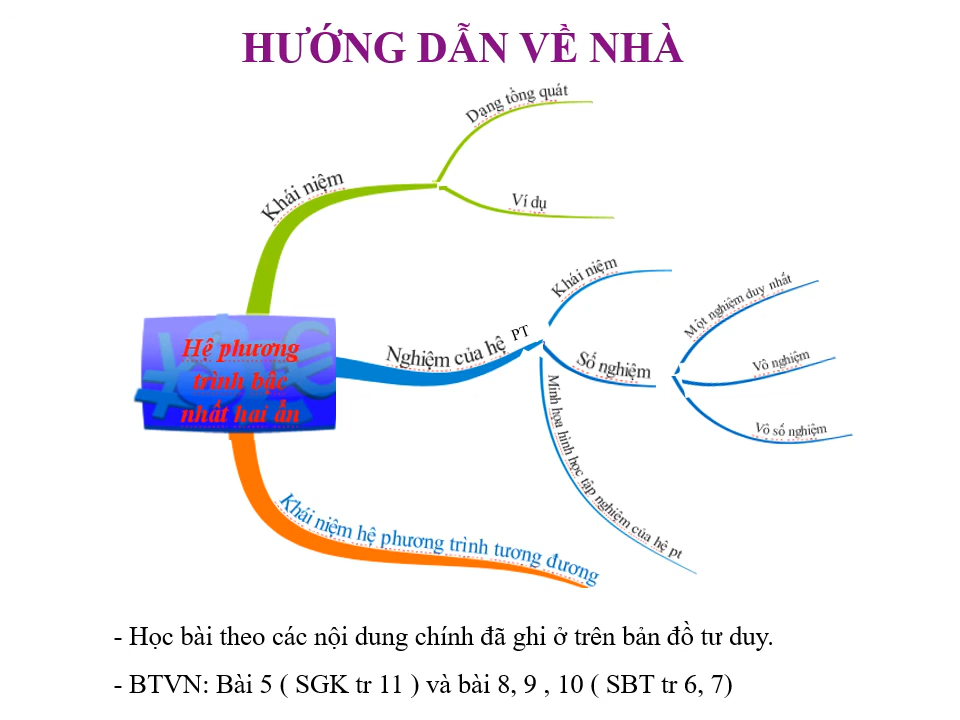 HƯỚNG DẪN VỀ NHÀ
Dạng tổng quát
Khái niệm
Ví dụ
Khái niệm
Một nghiệm duy nhất
Hệ phương
trình bậc
nhất hai ẩn
Nghiệm của hệ PT
Số nghiệm
Vô nghiệm
Vô số nghiệm
Minh họa hình học tập nghiệm của hệ pt
Khái niệm hệ phương trình tương đương
- Học bài theo các nội dung chính đã ghi ở trên bản đồ tư duy.
- BTVN: Bài 5 ( SGK tr 11 ) và bài 8, 9 , 10 ( SBT tr 6, 7)